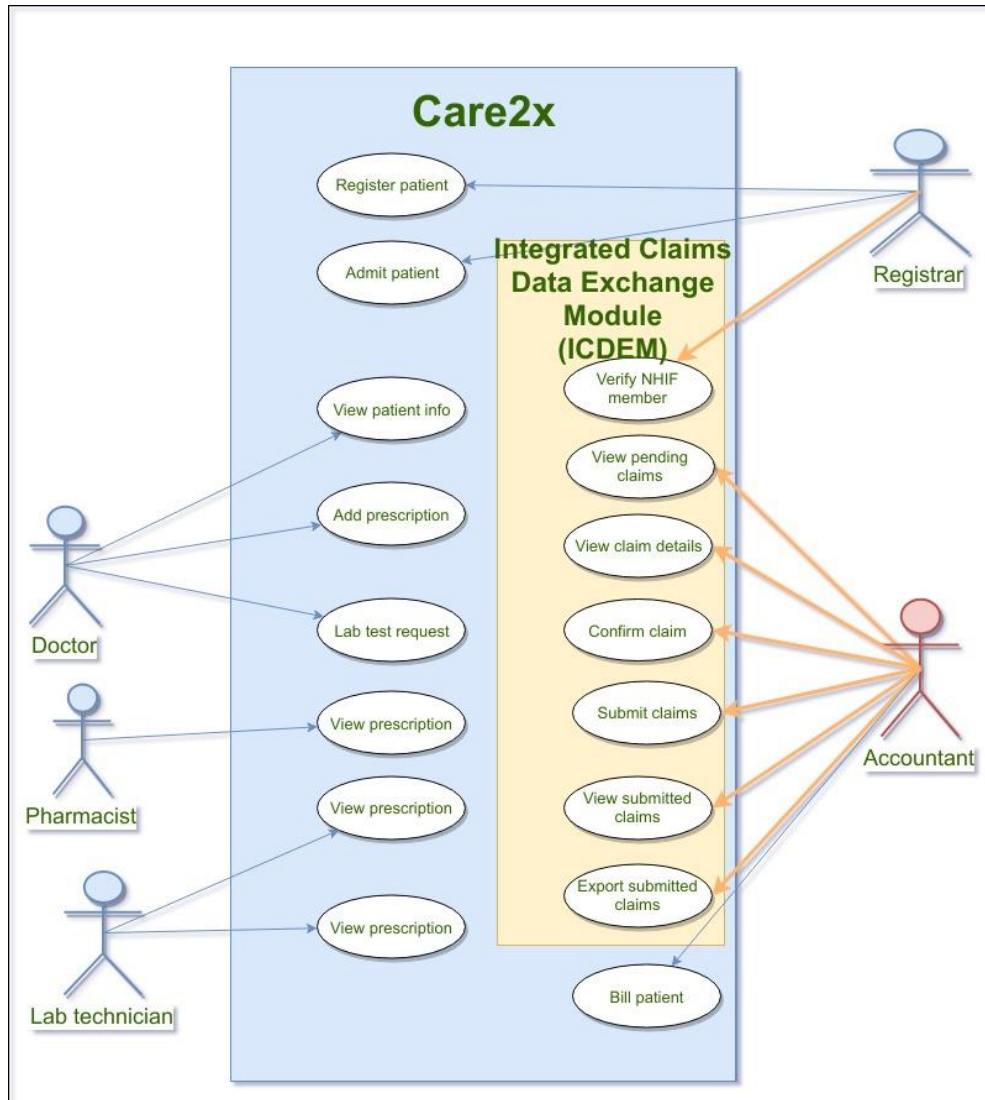 Care2x
Register patient
Registrar
Admit patient
Integrated Claims
Data Exchange
Module
(ICDEM)
Verify NHIF
member
View patient info
View pending
claims
Add prescription
View claim details
Doctor
Lab test request
Confirm claim
View prescription
Submit claims
Accountant
Pharmacist
View prescription
View submitted
claims
Lab technician
View prescription
Export submitted
claims
Bill patient